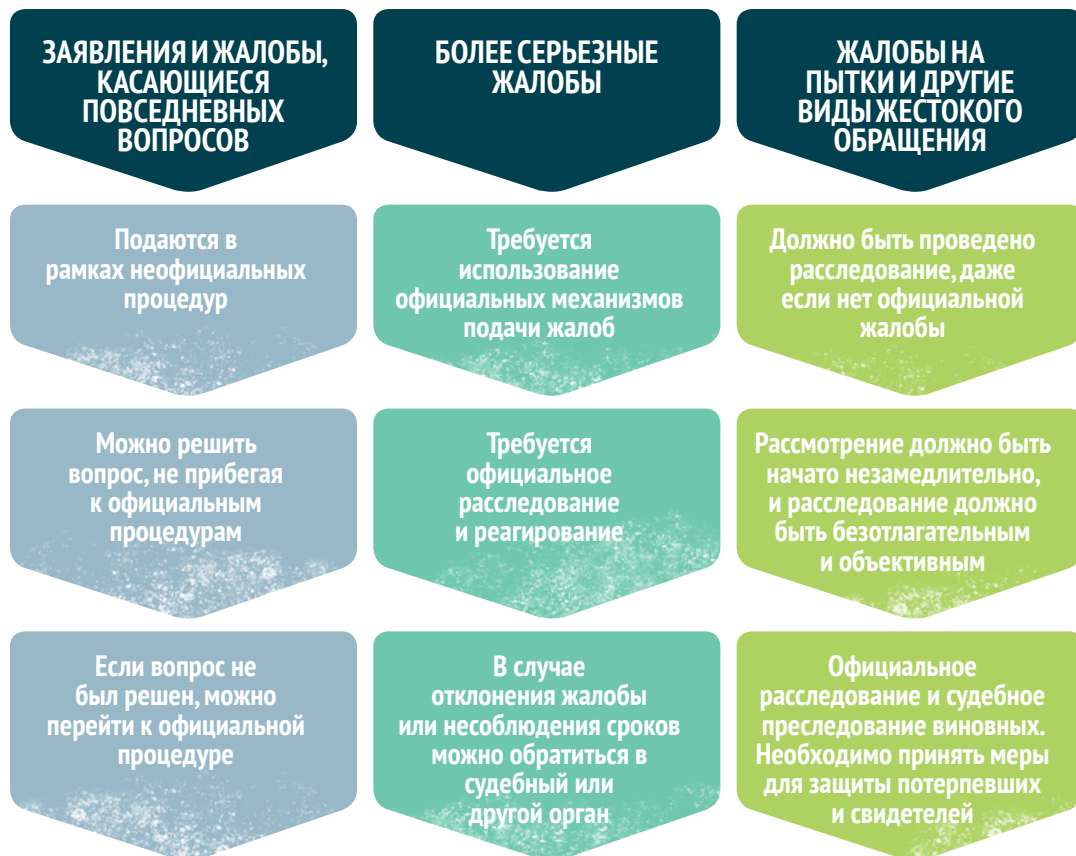 ЗАЯВЛЕНИЯ И ЖАЛОБЫ,
КАСАЮЩИЕСЯ
ПОВСЕДНЕВНЫХ
ВОПРОСОВ
Подаются в
рамках неофициальных
процедур
Можно решить
вопрос, не прибегая
к официальным
процедурам
Если вопрос не
был решен, можно
перейти к официальной
процедуре
БОЛЕЕ СЕРЬЕЗНЫЕ
ЖАЛОБЫ
Требуется
использование
официальных механизмов
подачи жалоб
Требуется
официальное
расследование
и реагирование
В случае
отклонения жалобы
или несоблюдения сроков
можно обратиться в
судебный или
другой орган
ЖАЛОБЫ НА
ПЫТКИ И ДРУГИЕ
ВИДЫ ЖЕСТОКОГО
ОБРАЩЕНИЯ
Должно быть проведено
расследование, даже
если нет официальной
жалобы
Рассмотрение должно быть
начато незамедлительно,
и расследование должно
быть безотлагательным
и объективным
Официальное
расследование и судебное
преследование виновных.
Необходимо принять меры
для защиты потерпевших
и свидетелей